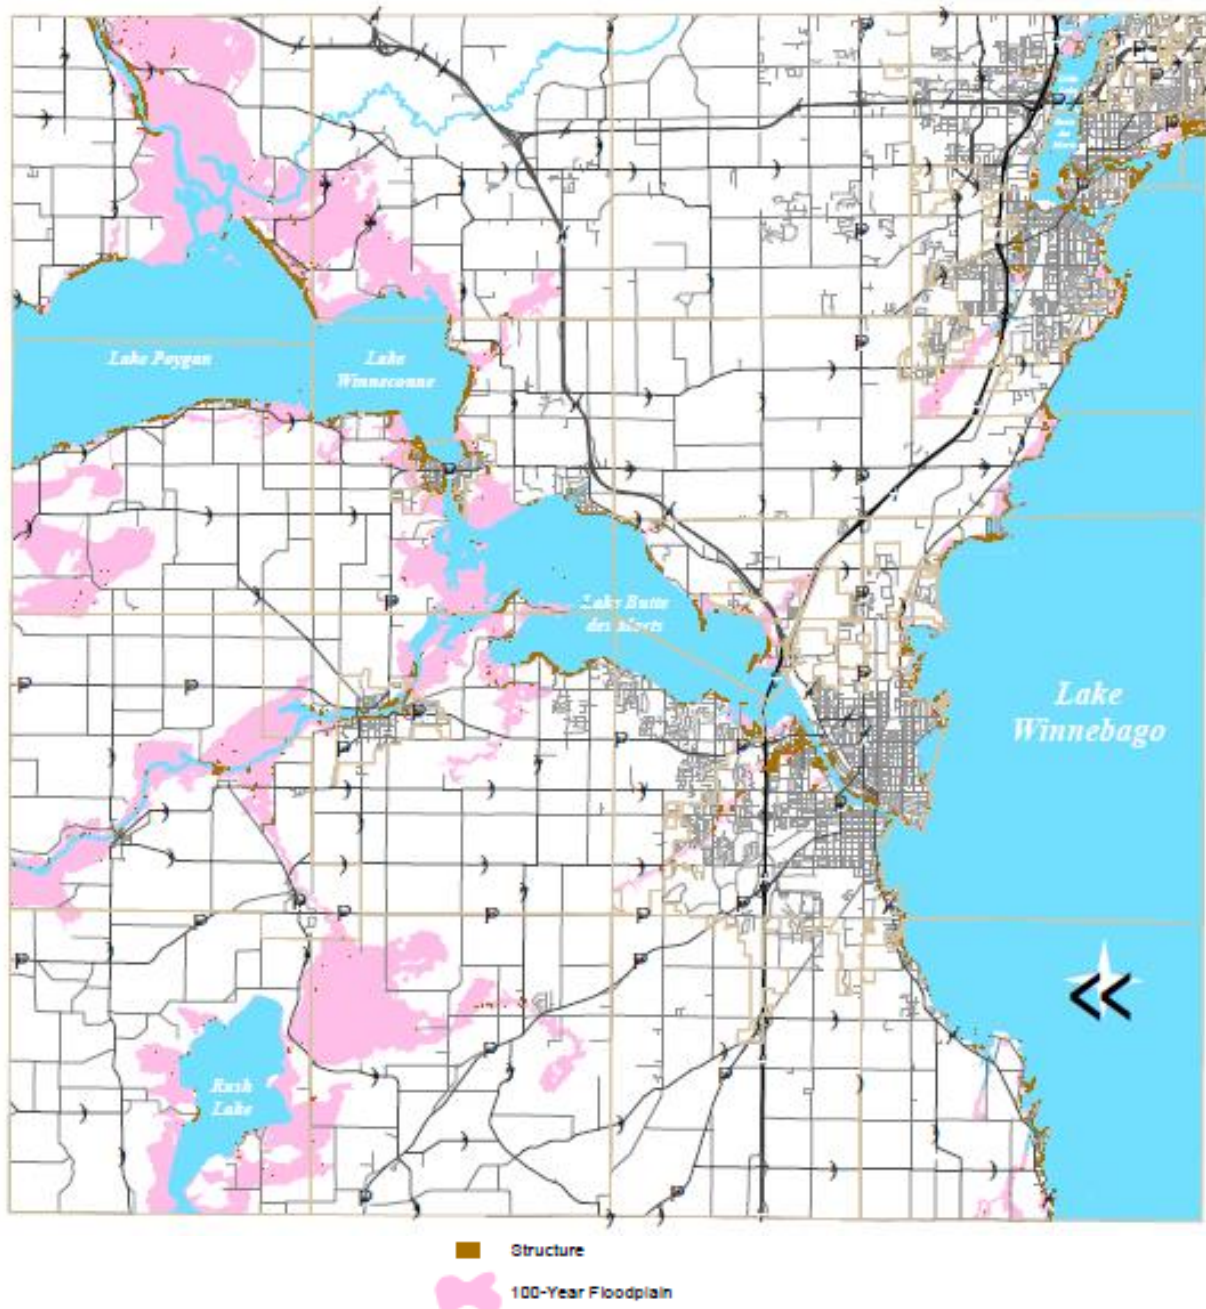 Lake Poygan
Lake
Winneconne
Lake Butte
des Morts
Lake
Winnebago
Rush
Lake
Structure
100-Year Floodplain